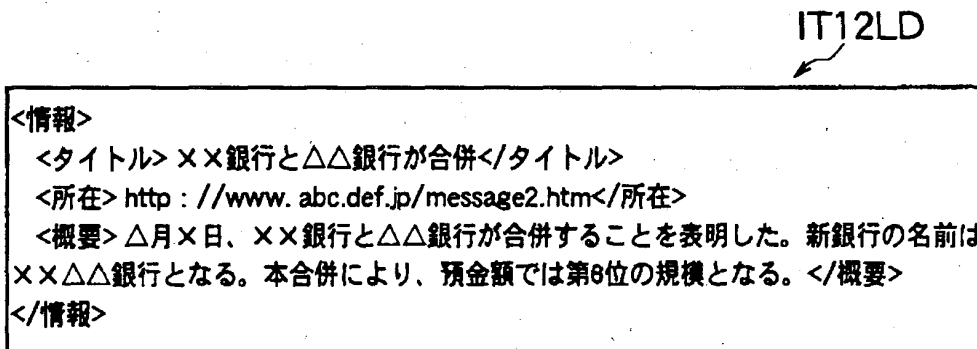 IT12LD
<情報>
<タイトル>××銀行と△△銀行が合併</タイトル>
<所在> http : //www. abc.def.jp/message2.htm</所在>
<概要>△月×日、××銀行と△△銀行が合併することを表明した。新銀行の名前は
××△△銀行となる。本合併により、預金額では第6位の規模となる。</概要>
</情報>